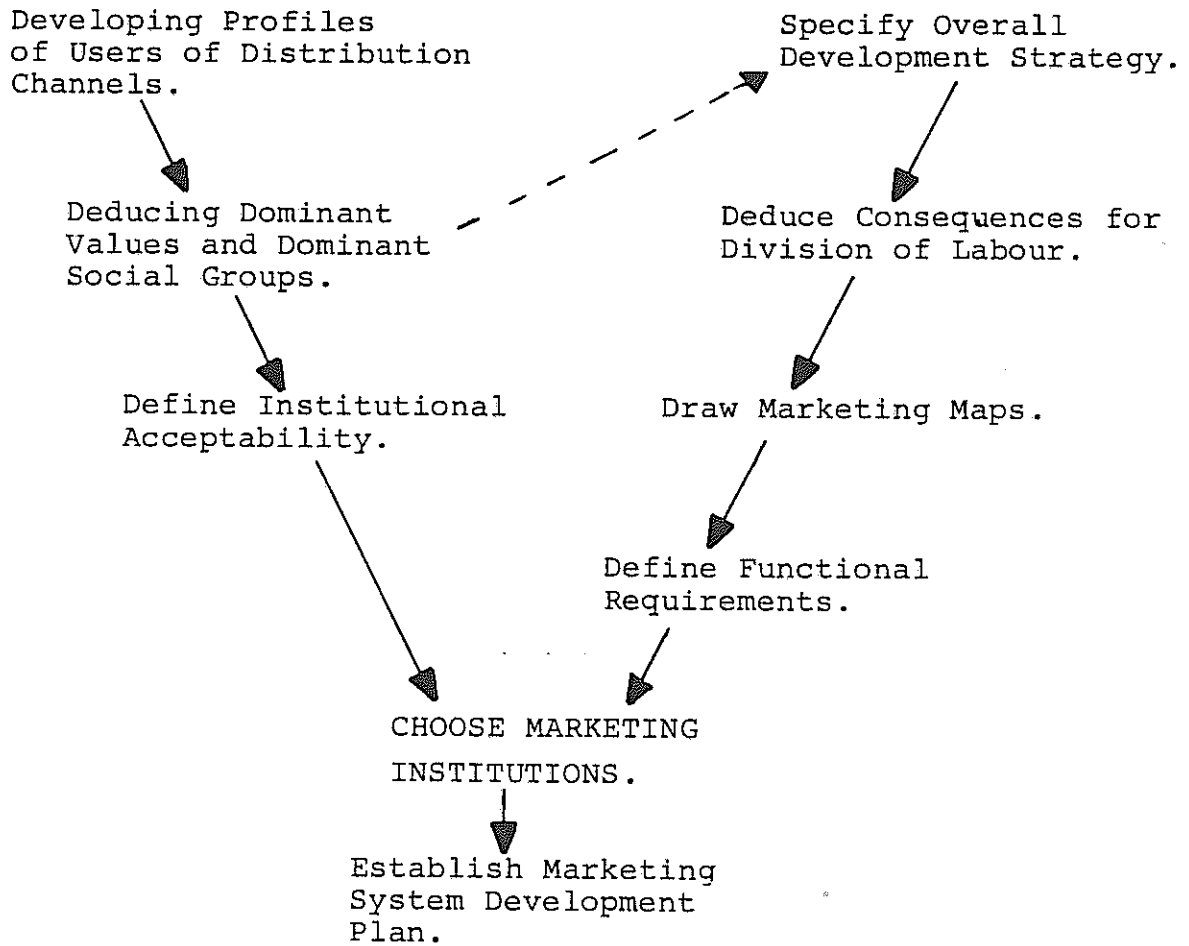 Developing Profiles
of Users of Distribution
Channels.
Specify Overall
Development Strategy.
Deducing Dominant
Values and Dominant
Social Groups.
Deduce Consequences for
Division of Labour.
Define Institutional
Acceptability.
Draw Marketing Maps.
Define Functional
Requirements.
CHOOSE MARKETING
INSTITUTIONS.
Establish Marketing
System Development
Plan.